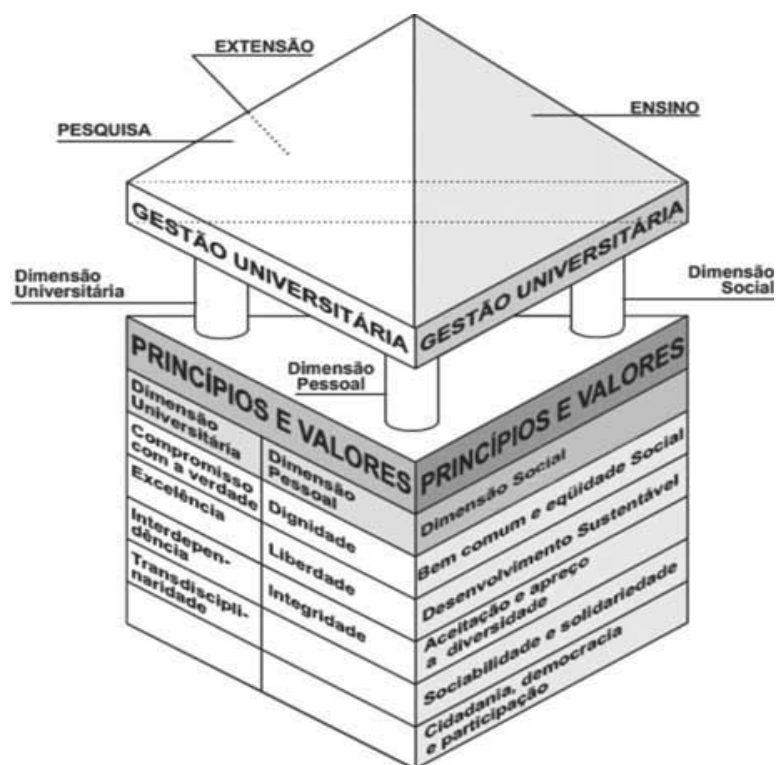 EXTENSÃO
PESQUISA
ENSINO
GESTÃO UNIVERSITÁRIA
GESTÃO UNIVERSITÁRIA
Dimensão
Universitária
Dimensão
Social
Dimensão
Pessoal
PRINCÍPIOS E VALORES
PRINCÍPIOS E VALORES
Dimensão
Universitária
Compromisso
com a verdade
Excelência
Interdepen-
dência
Transdiscipli-
naridade
Dimensão
Pessoal
Dignidade
Liberdade
Integridade
Dimensão Social
Bem comum e eqüidade Social
Desenvolvimento Sustentável
Aceitação e apreço
a diversidade
Sociabilidade e solidariedade
Cidadania, democracia
e participação